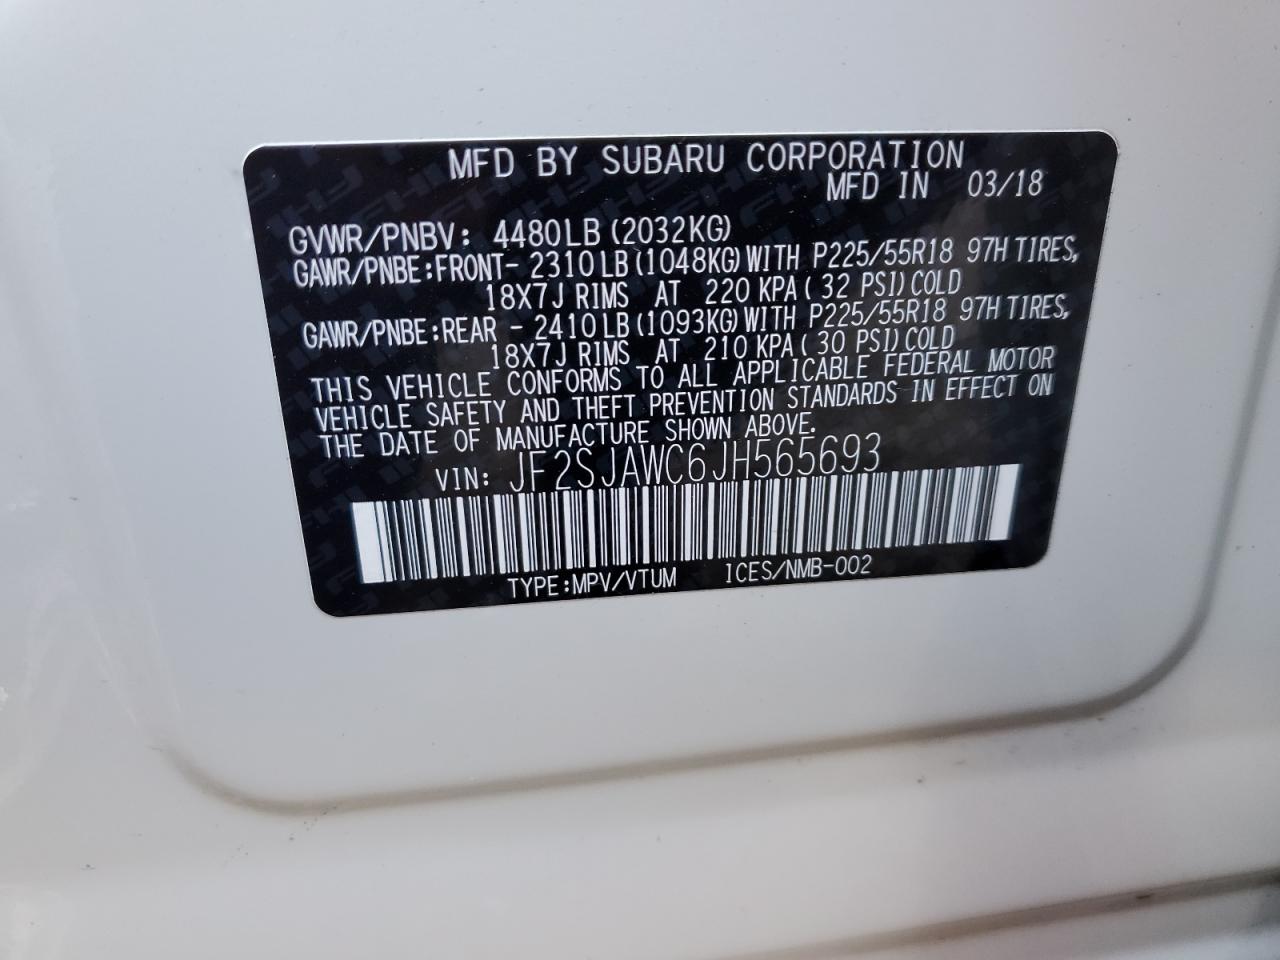 MFD BY SUBARU CORPORATION
MFD IN 03/18
GVWR/PNBV: 4480LB (2032KG)
GAWR/PNBE:FRONT- 2310LB(1048KG)WITH P225/55R18 97H TIRES,
18X7J RIMS AT 220 KPA( 32 PSI)COLD
GAWR/PNBE:REAR - 2410LB(1093KG)WITH P225/55R18 97H TIRES,
18X7J RIMS AT 210 KPA( 30 PSI)COLD
THIS VEHICLE CONFORMS TO ALL APPLICABLE FEDERAL MOTOR
VEHICLE SAFETY AND THEFT PREVENTION STANDARDS IN EFFECT ON
THE DATE OF MANUFACTURE SHOWN ABOVE.
VIN: JF2SJAWC6JH565693
TYPE:MPV/VTUM ICES/NMB-002